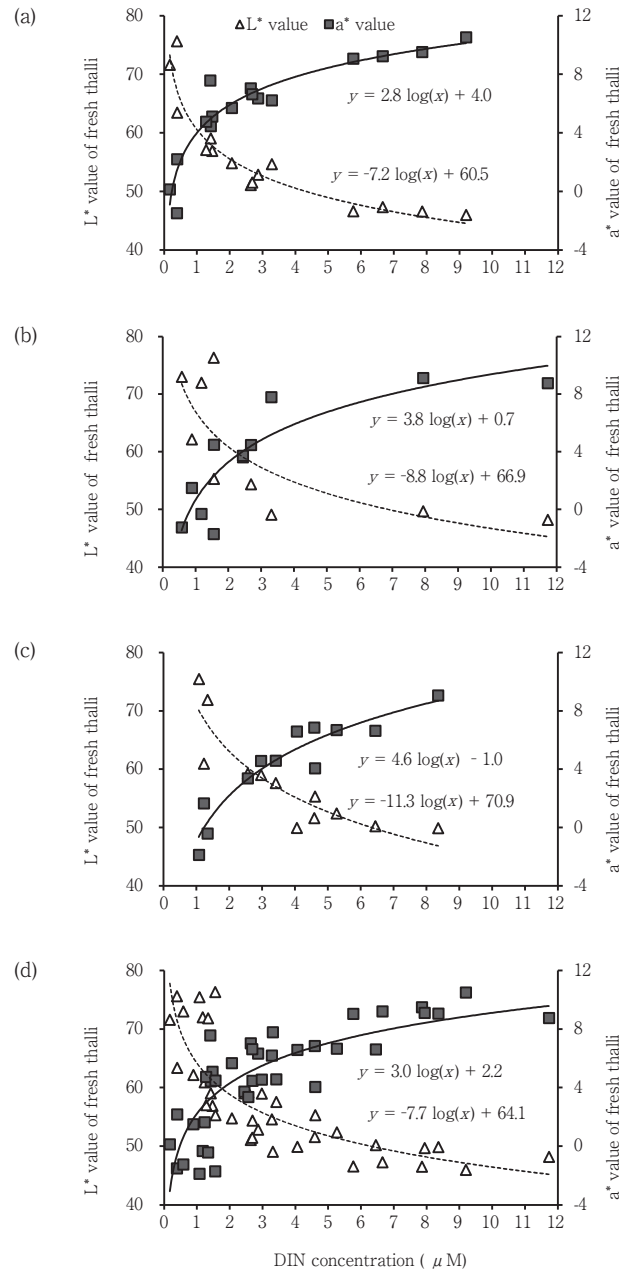 (a)
L* value
a* value
80
70
60
50
40
12
8
4
0
-4
L* value of fresh thalli
a* value of fresh thalli
y = 2.8 log(x) + 4.0
y = -7.2 log(x) + 60.5
0 1 2 3 4 5 6 7 8 9 10 11 12
(b)
80
70
60
50
40
12
8
4
0
-4
L* value of fresh thalli
a* value of fresh thalli
y = 3.8 log(x) + 0.7
y = -8.8 log(x) + 66.9
0 1 2 3 4 5 6 7 8 9 10 11 12
(c)
80
70
60
50
40
12
8
4
0
-4
L* value of fresh thalli
a* value of fresh thalli
y = 4.6 log(x) - 1.0
y = -11.3 log(x) + 70.9
0 1 2 3 4 5 6 7 8 9 10 11 12
(d)
80
70
60
50
40
12
8
4
0
-4
L* value of fresh thalli
a* value of fresh thalli
y = 3.0 log(x) + 2.2
y = -7.7 log(x) + 64.1
0 1 2 3 4 5 6 7 8 9 10 11 12
DIN concentration ( μM)